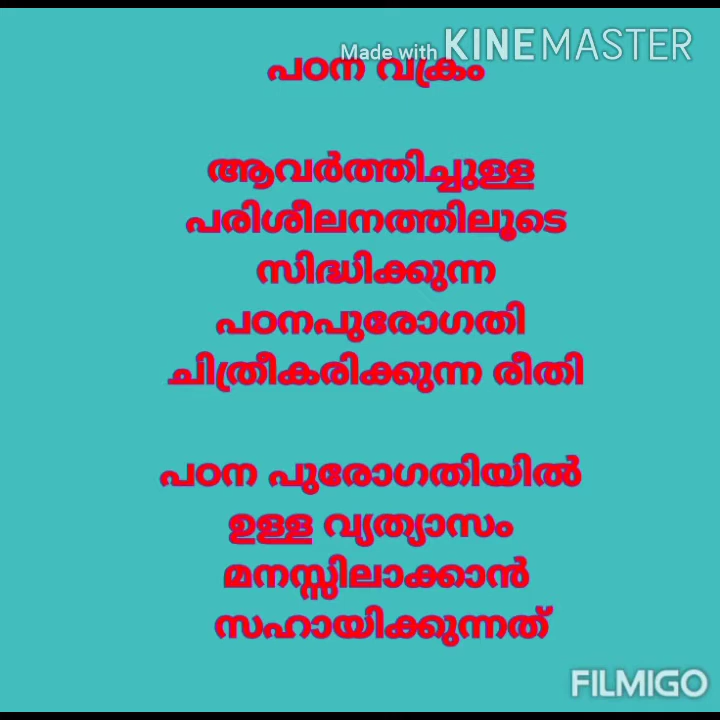 Made with KINEMASTER
പഠന വക്രം
ആവർത്തിച്ചുള്ള
പരിശീലനത്തിലൂടെ
സിദ്ധിക്കുന്ന
പഠനപുരോഗതി
ചിത്രീകരിക്കുന്ന രീതി
പഠന പുരോഗതിയിൽ
ഉള്ള വ്യത്യാസം
മനസ്സിലാക്കാൻ
സഹായിക്കുന്നത്
FILMIGO